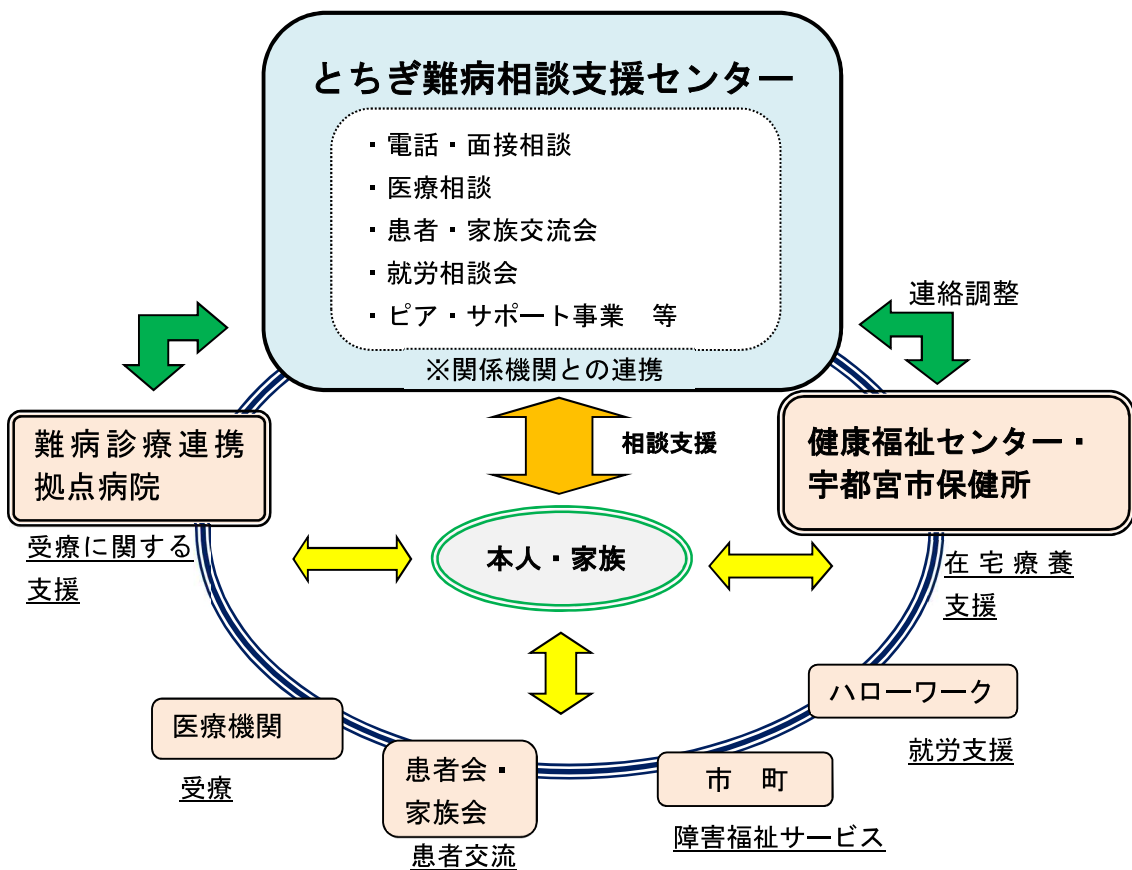 とちぎ難病相談支援センター
・電話・面接相談
・医療相談
・患者・家族交流会
・就労相談会
・ピア・サポート事業　等
※関係機関との連携
連絡調整
相談支援
難病診療連携
拠点病院
受療に関する
支援
健康福祉センター・
宇都宮市保健所
在宅療養
支援
本人・家族
ハローワーク
就労支援
医療機関
受療
患者会・
家族会
患者交流
市　町
障害福祉サービス